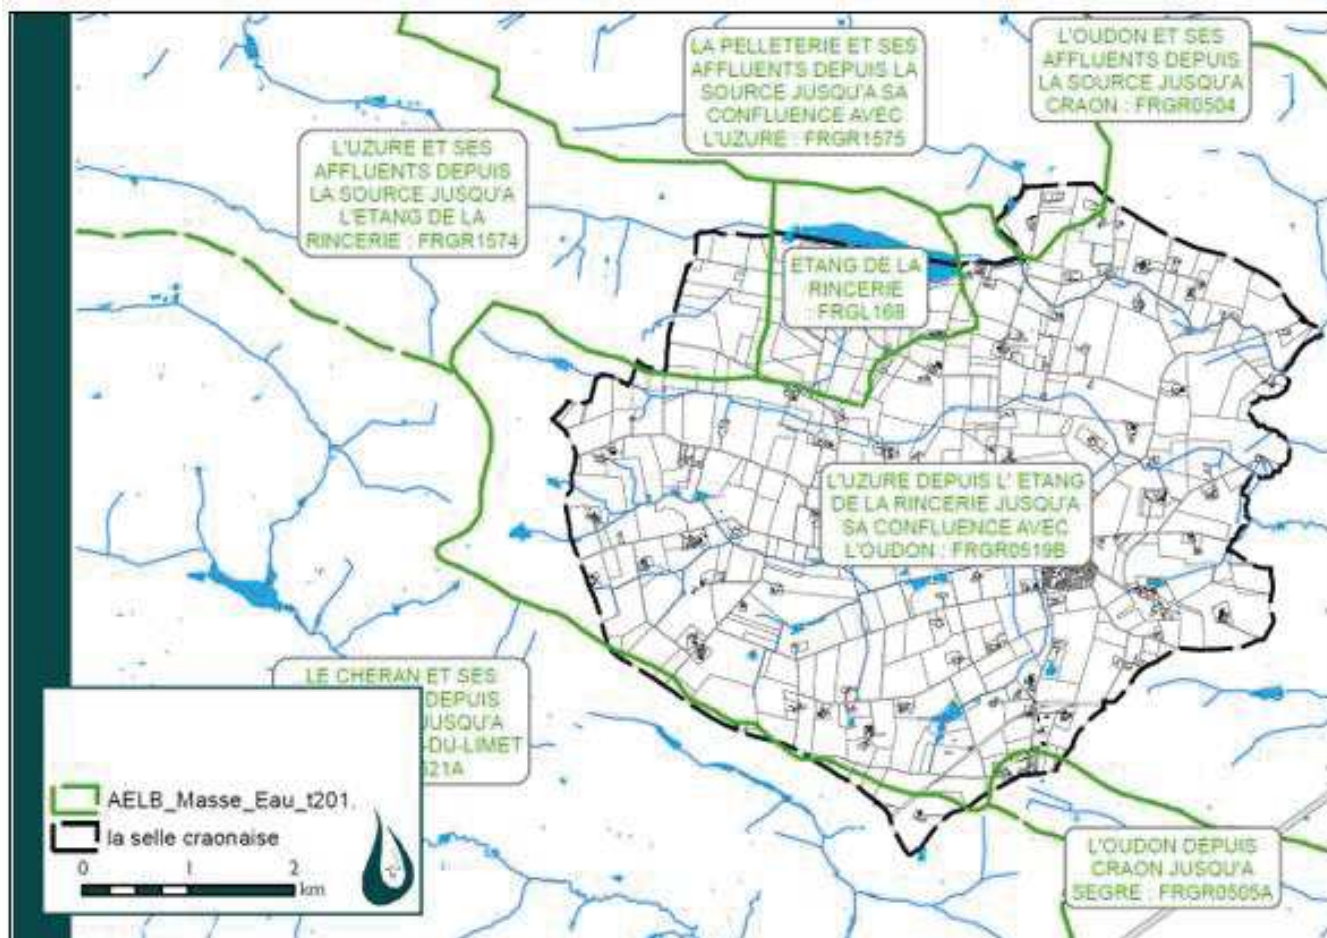 LA PELLETERIE ET SES
AFFLUENTS DEPUIS LA
SOURCE JUSQU'A SA
CONFLUENCE AVEC
L'UZURE : FRGR1575
L'OUDON ET SES
AFFLUENTS DEPUIS
LA SOURCE JUSQU'A
CRAON : FRGR0504
L'UZURE ET SES
AFFLUENTS DEPUIS
LA SOURCE JUSQU'A
L'ETANG DE LA
RINCERIE : FRGR1574
ETANG DE LA
RINCERIE
: FRGL168
L'UZURE DEPUIS L' ETANG
DE LA RINCERIE JUSQU'A
SA CONFLUENCE AVEC
L'OUDON : FRGR0519B
LE CHERAN ET SES
DEPUIS
JUSQU'A
-DU-LIMET
21A
AELB_Masse_Eau_t201.
la selle craonaise
0 1 2
km
L'OUDON DEPUIS
CRAON JUSQU'A
SEGRE : FRGR0505A